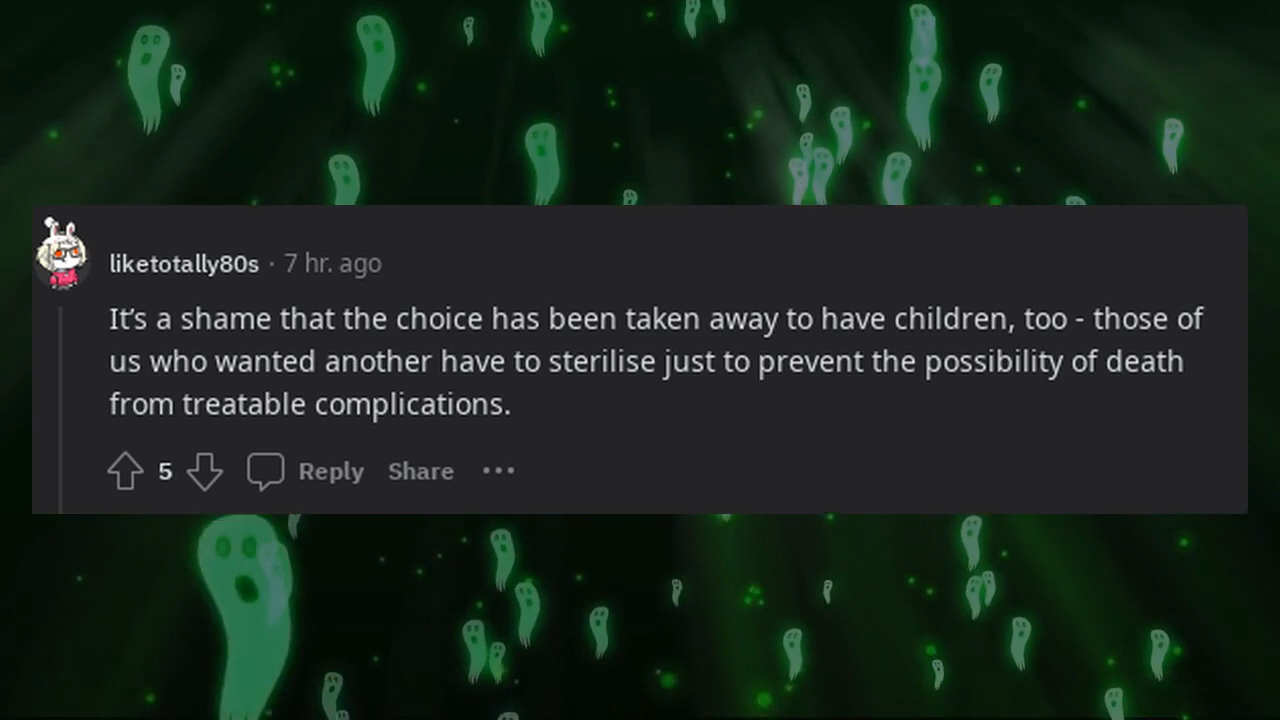 liketotally80s · 7 hr. ago
It’s a shame that the choice has been taken away to have children, too - those of
us who wanted another have to sterilise just to prevent the possibility of death
from treatable complications.
5 Reply Share ...